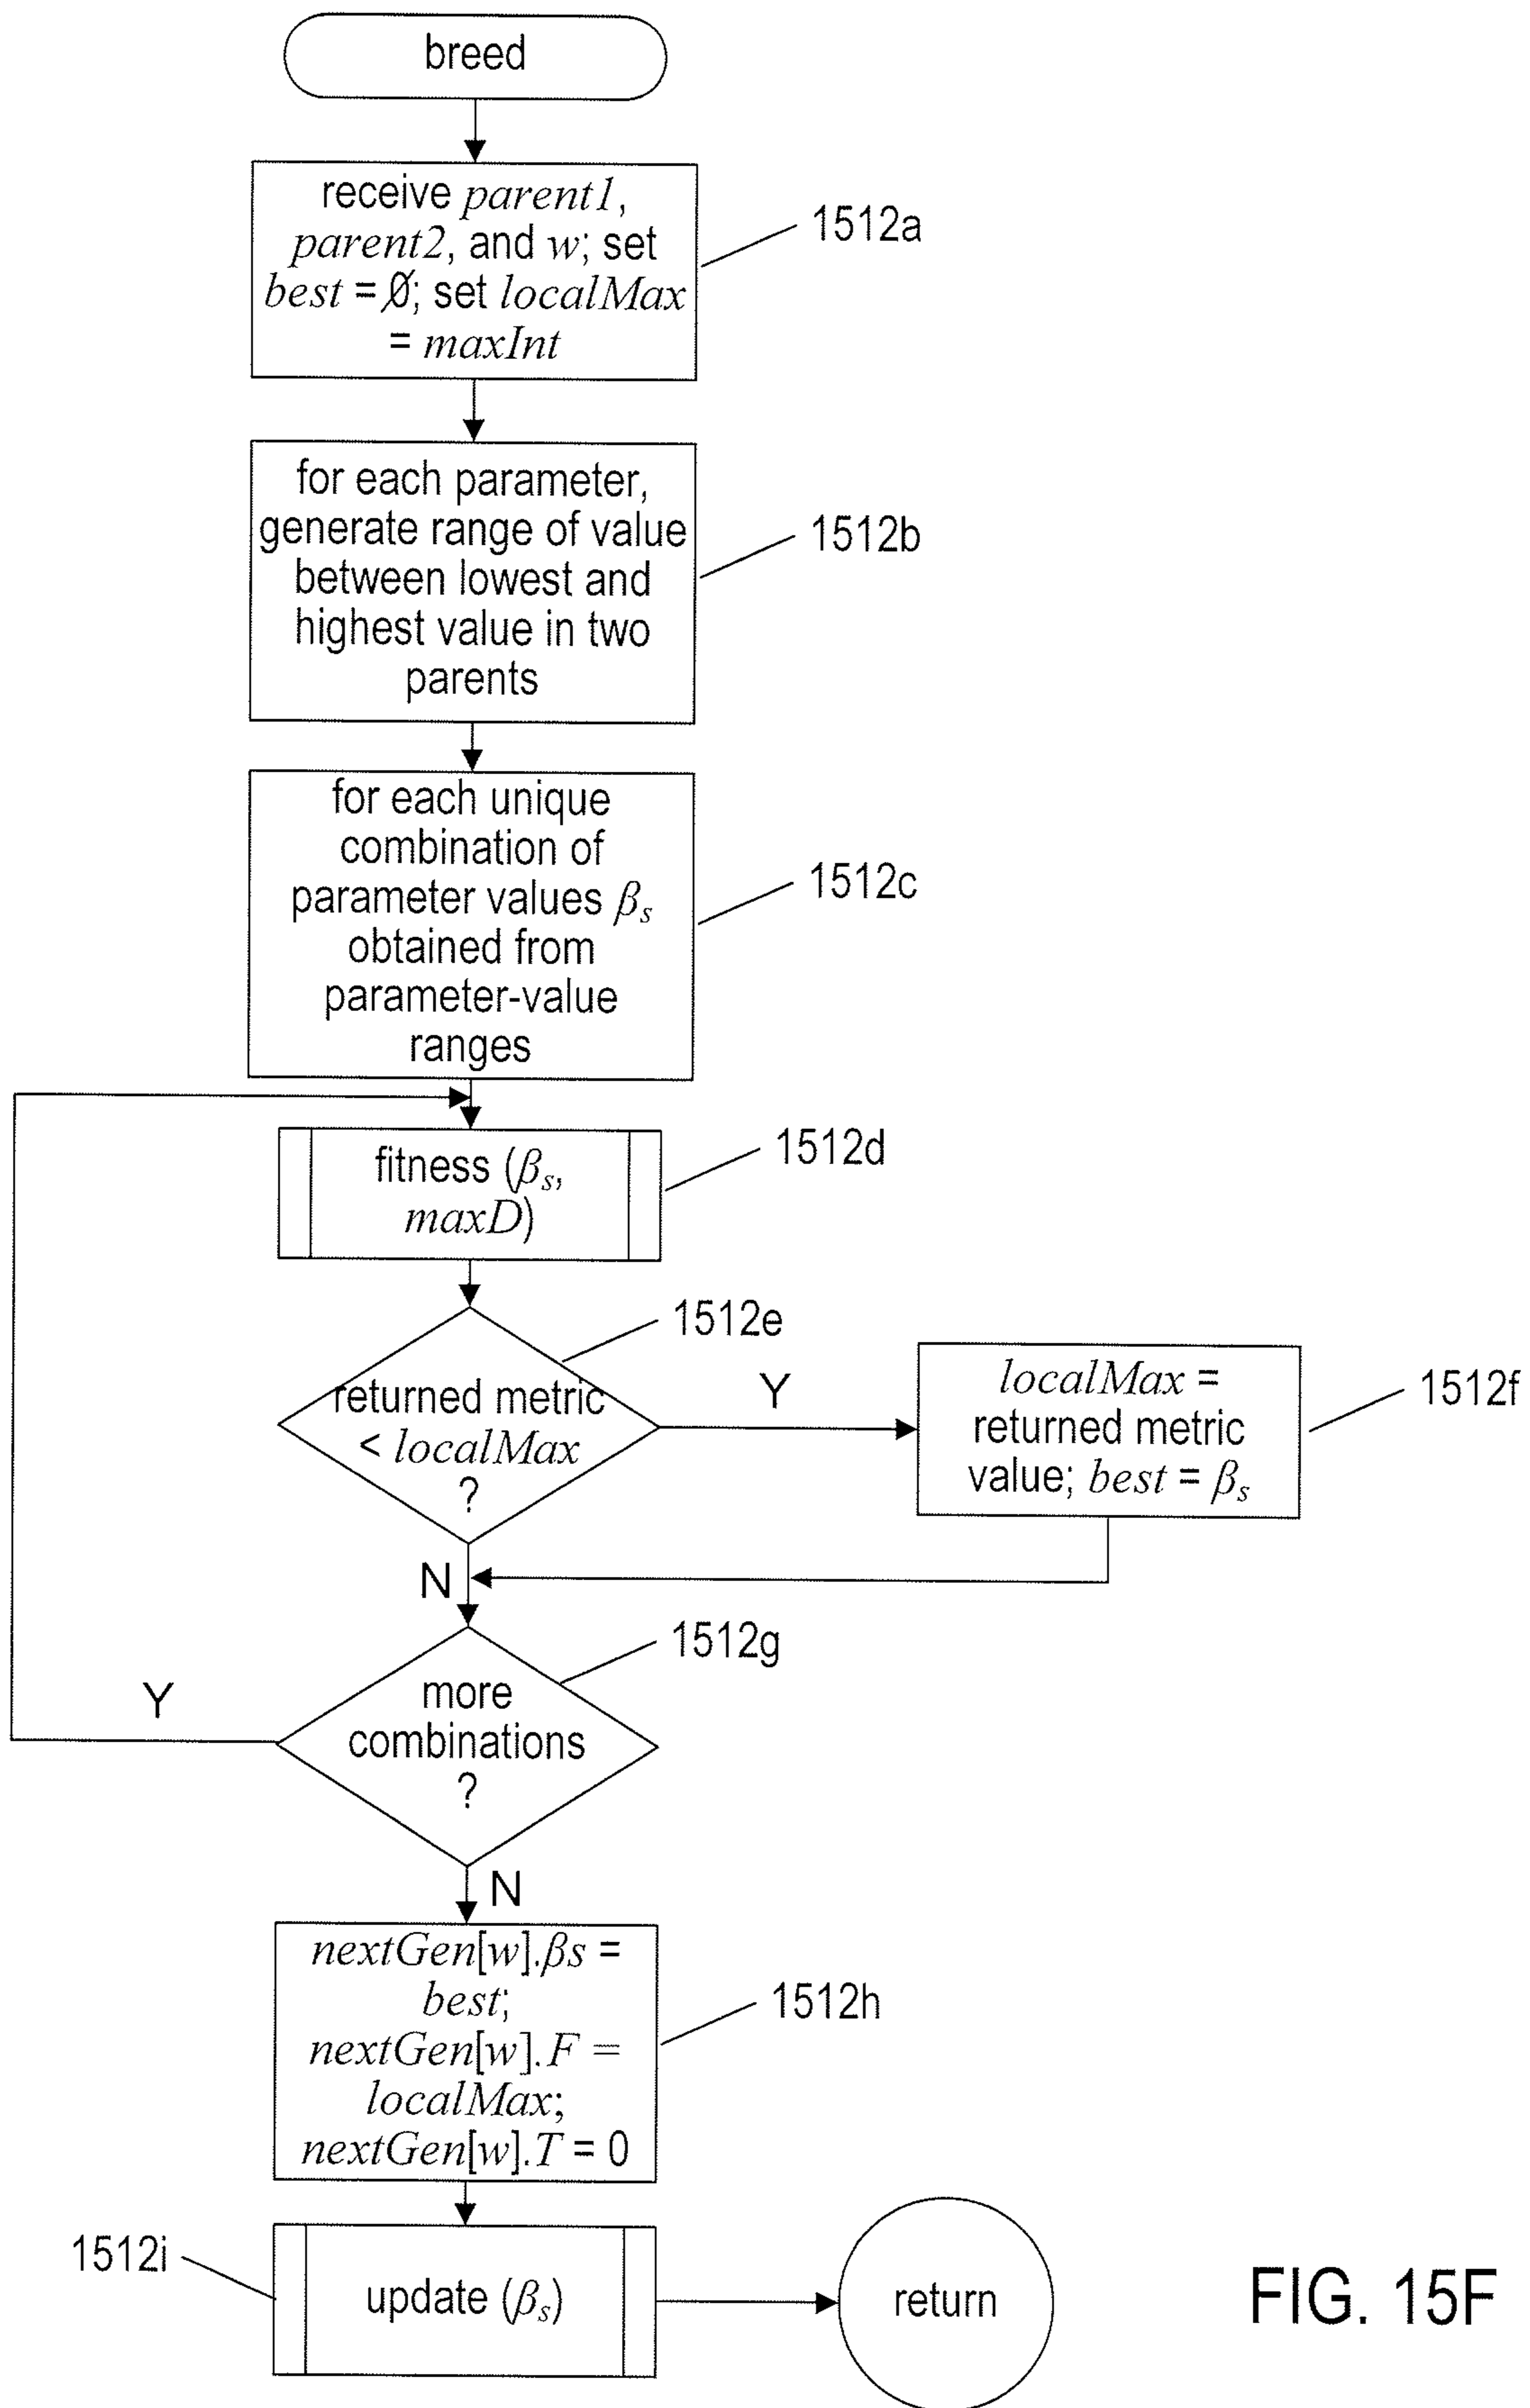 breed
receive parent1,
parent2, and w; set
best = Ø; set localMax
= maxInt
1512a
for each parameter,
generate range of value
between lowest and
highest value in two
parents
1512b
for each unique
combination of
parameter values βs
obtained from
parameter-value
ranges
1512c
fitness (βs,
maxD)
1512d
returned metric
< localMax
?
1512e
Y
localMax =
returned metric
value; best = βs
1512f
N
more
combinations
?
1512g
Y
N
nextGen[w].βs =
best;
nextGen[w].F =
localMax;
nextGen[w].T = 0
1512h
update (βs)
1512i
return
FIG. 15F